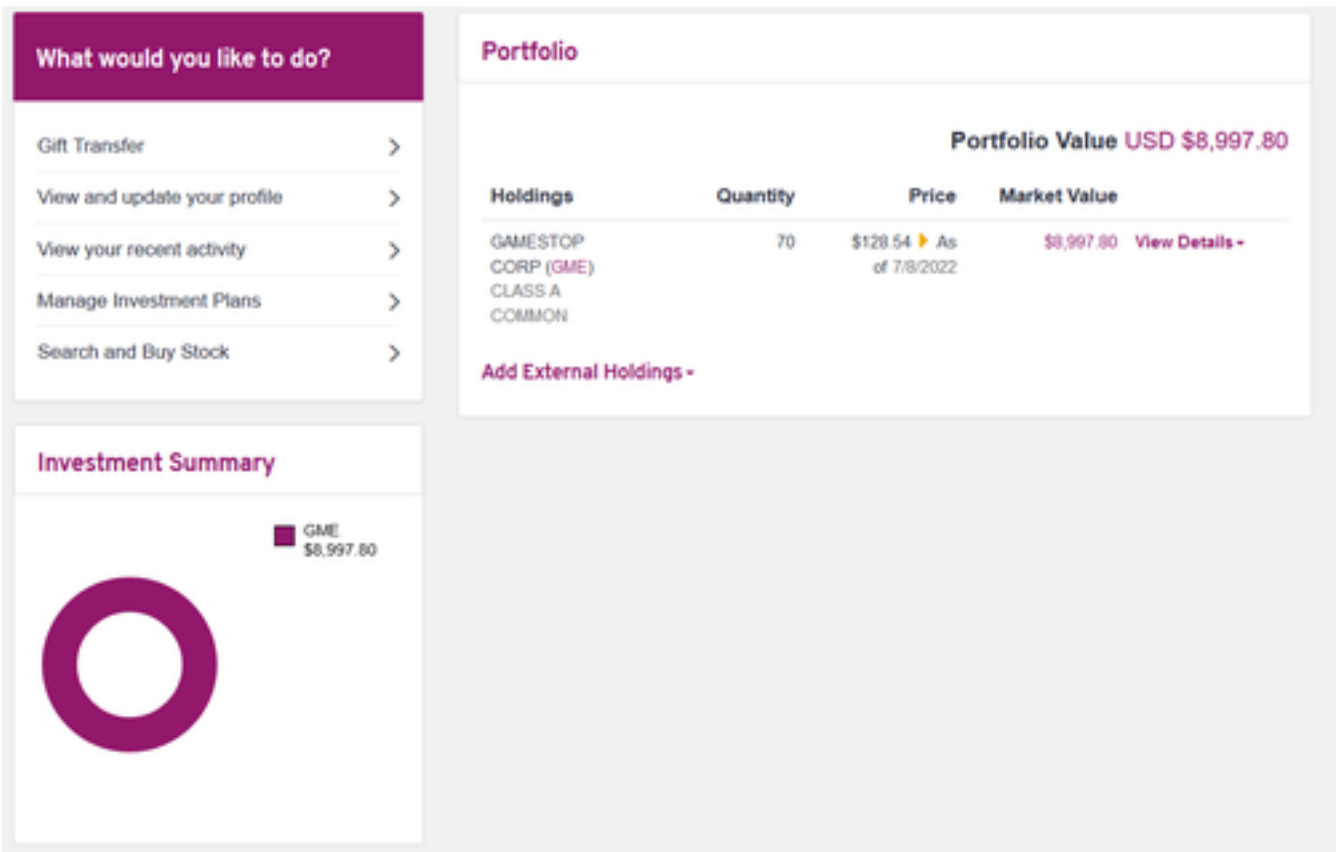 What would you like to do?
Gift Transfer
View and update your profile
View your recent activity
Manage Investment Plans
Search and Buy Stock
Portfolio
Portfolio Value USD $8,997.80
Holdings Quantity Price Market Value
GAMESTOP 70 $128.54 As $8,997.80 View Details
CORP (GME) of 7/8/2022
CLASS A
COMMON
Add External Holdings
Investment Summary
GME
$8,997.80